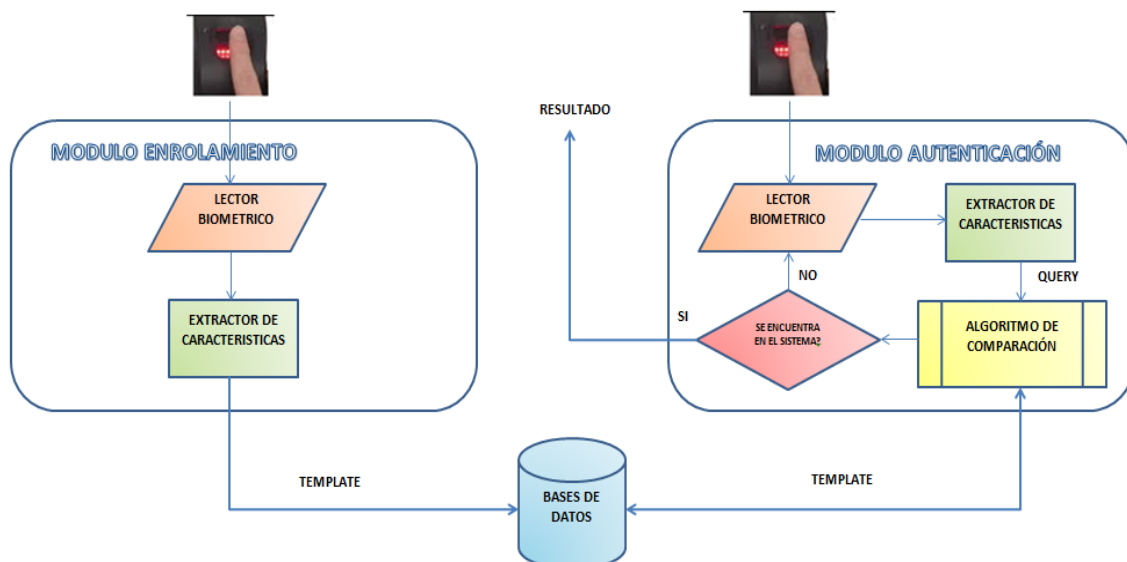 MODULO ENROLAMIENTO
LECTOR
BIOMETRICO
EXTRACTOR DE
CARACTERISTICAS
TEMPLATE
BASES DE
DATOS
RESULTADO
MODULO AUTENTICACIÓN
LECTOR
BIOMETRICO
EXTRACTOR DE
CARACTERISTICAS
QUERY
ALGORITMO DE
COMPARACIÓN
SE ENCUENTRA
EN EL SISTEMA?
NO
SI
TEMPLATE